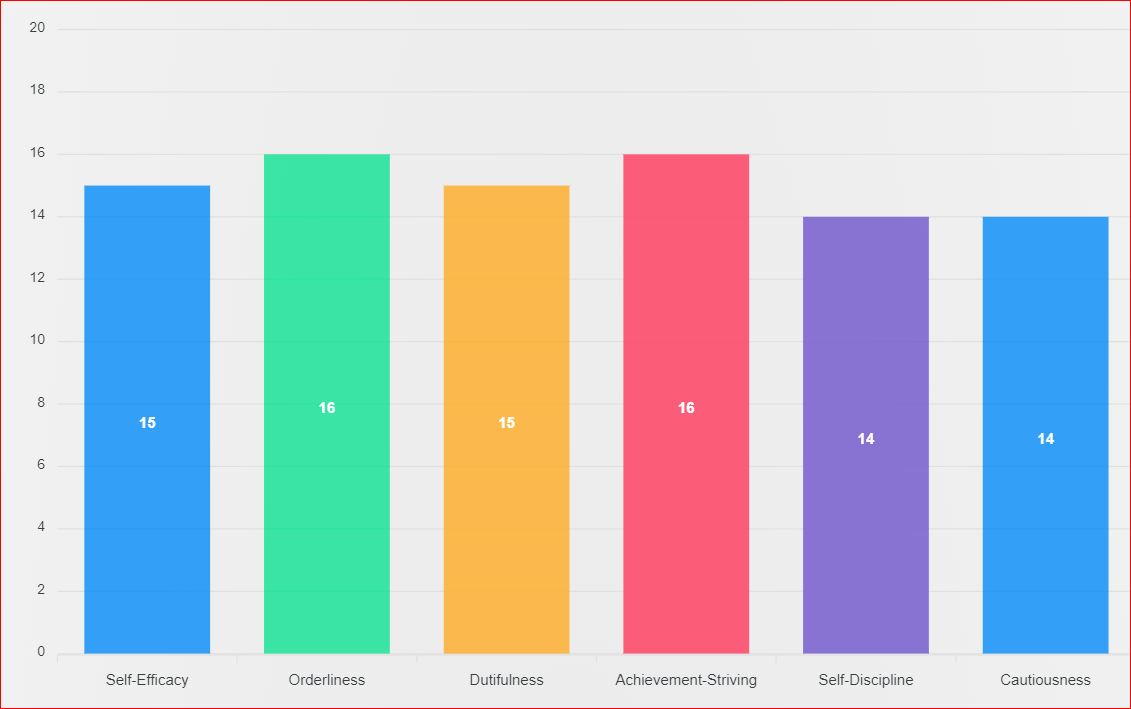 20
18
16
14
12
10
8
6
4
2
0
15
16
15
16
14
14
Self-Efficacy
Orderliness
Dutifulness
Achievement-Striving
Self-Discipline
Cautiousness